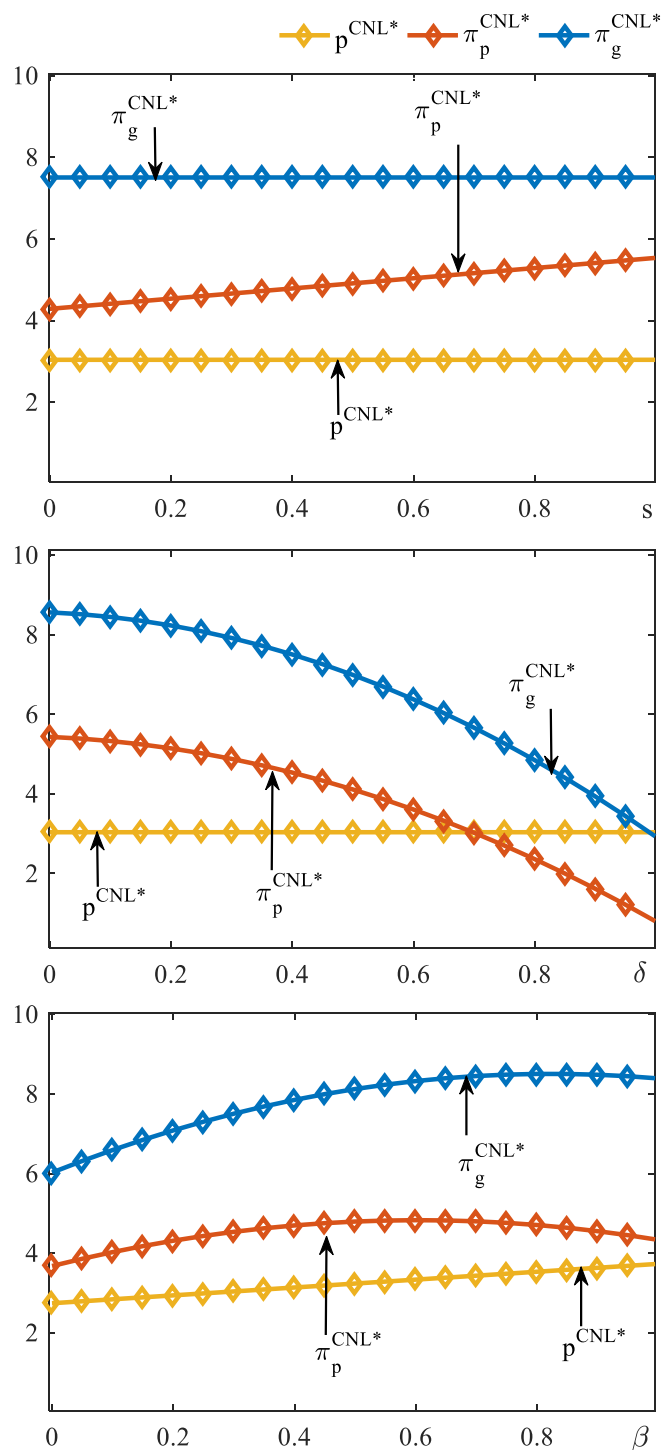 p^CNL* π_p^CNL* π_g^CNL*
10
π_g^CNL* π_p^CNL*
8
6
4
2
p^CNL*
0 0.2 0.4 0.6 0.8 s
10
8
π_g^CNL*
6
4
2
p^CNL* π_p^CNL*
0 0.2 0.4 0.6 0.8 δ
10
8
π_g^CNL*
6
4
2
π_p^CNL* p^CNL*
0 0.2 0.4 0.6 0.8 β